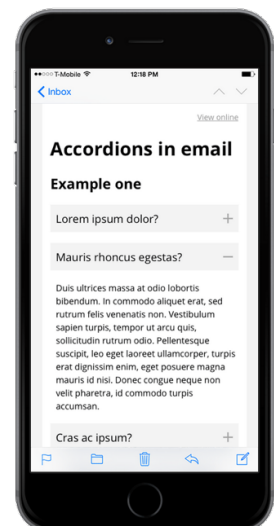 T-Mobile 12:18 PM
Inbox
View online
Accordions in email
Example one
Lorem ipsum dolor?
Mauris rhoncus egestas?
Duis ultrices massa at odio lobortis
bibendum. In commodo aliquet erat, sed
rutrum felis venenatis non. Vestibulum
sapien turpis, tempor ut arcu quis,
sollicitudin rutrum odio. Pellentesque
suscipit, leo eget laoreet ullamcorper, turpis
erat dignissim enim, eget posuere magna
mauris id nisi. Donec congue neque non
velit pharetra, id commodo turpis
accumsan.
Cras ac ipsum?